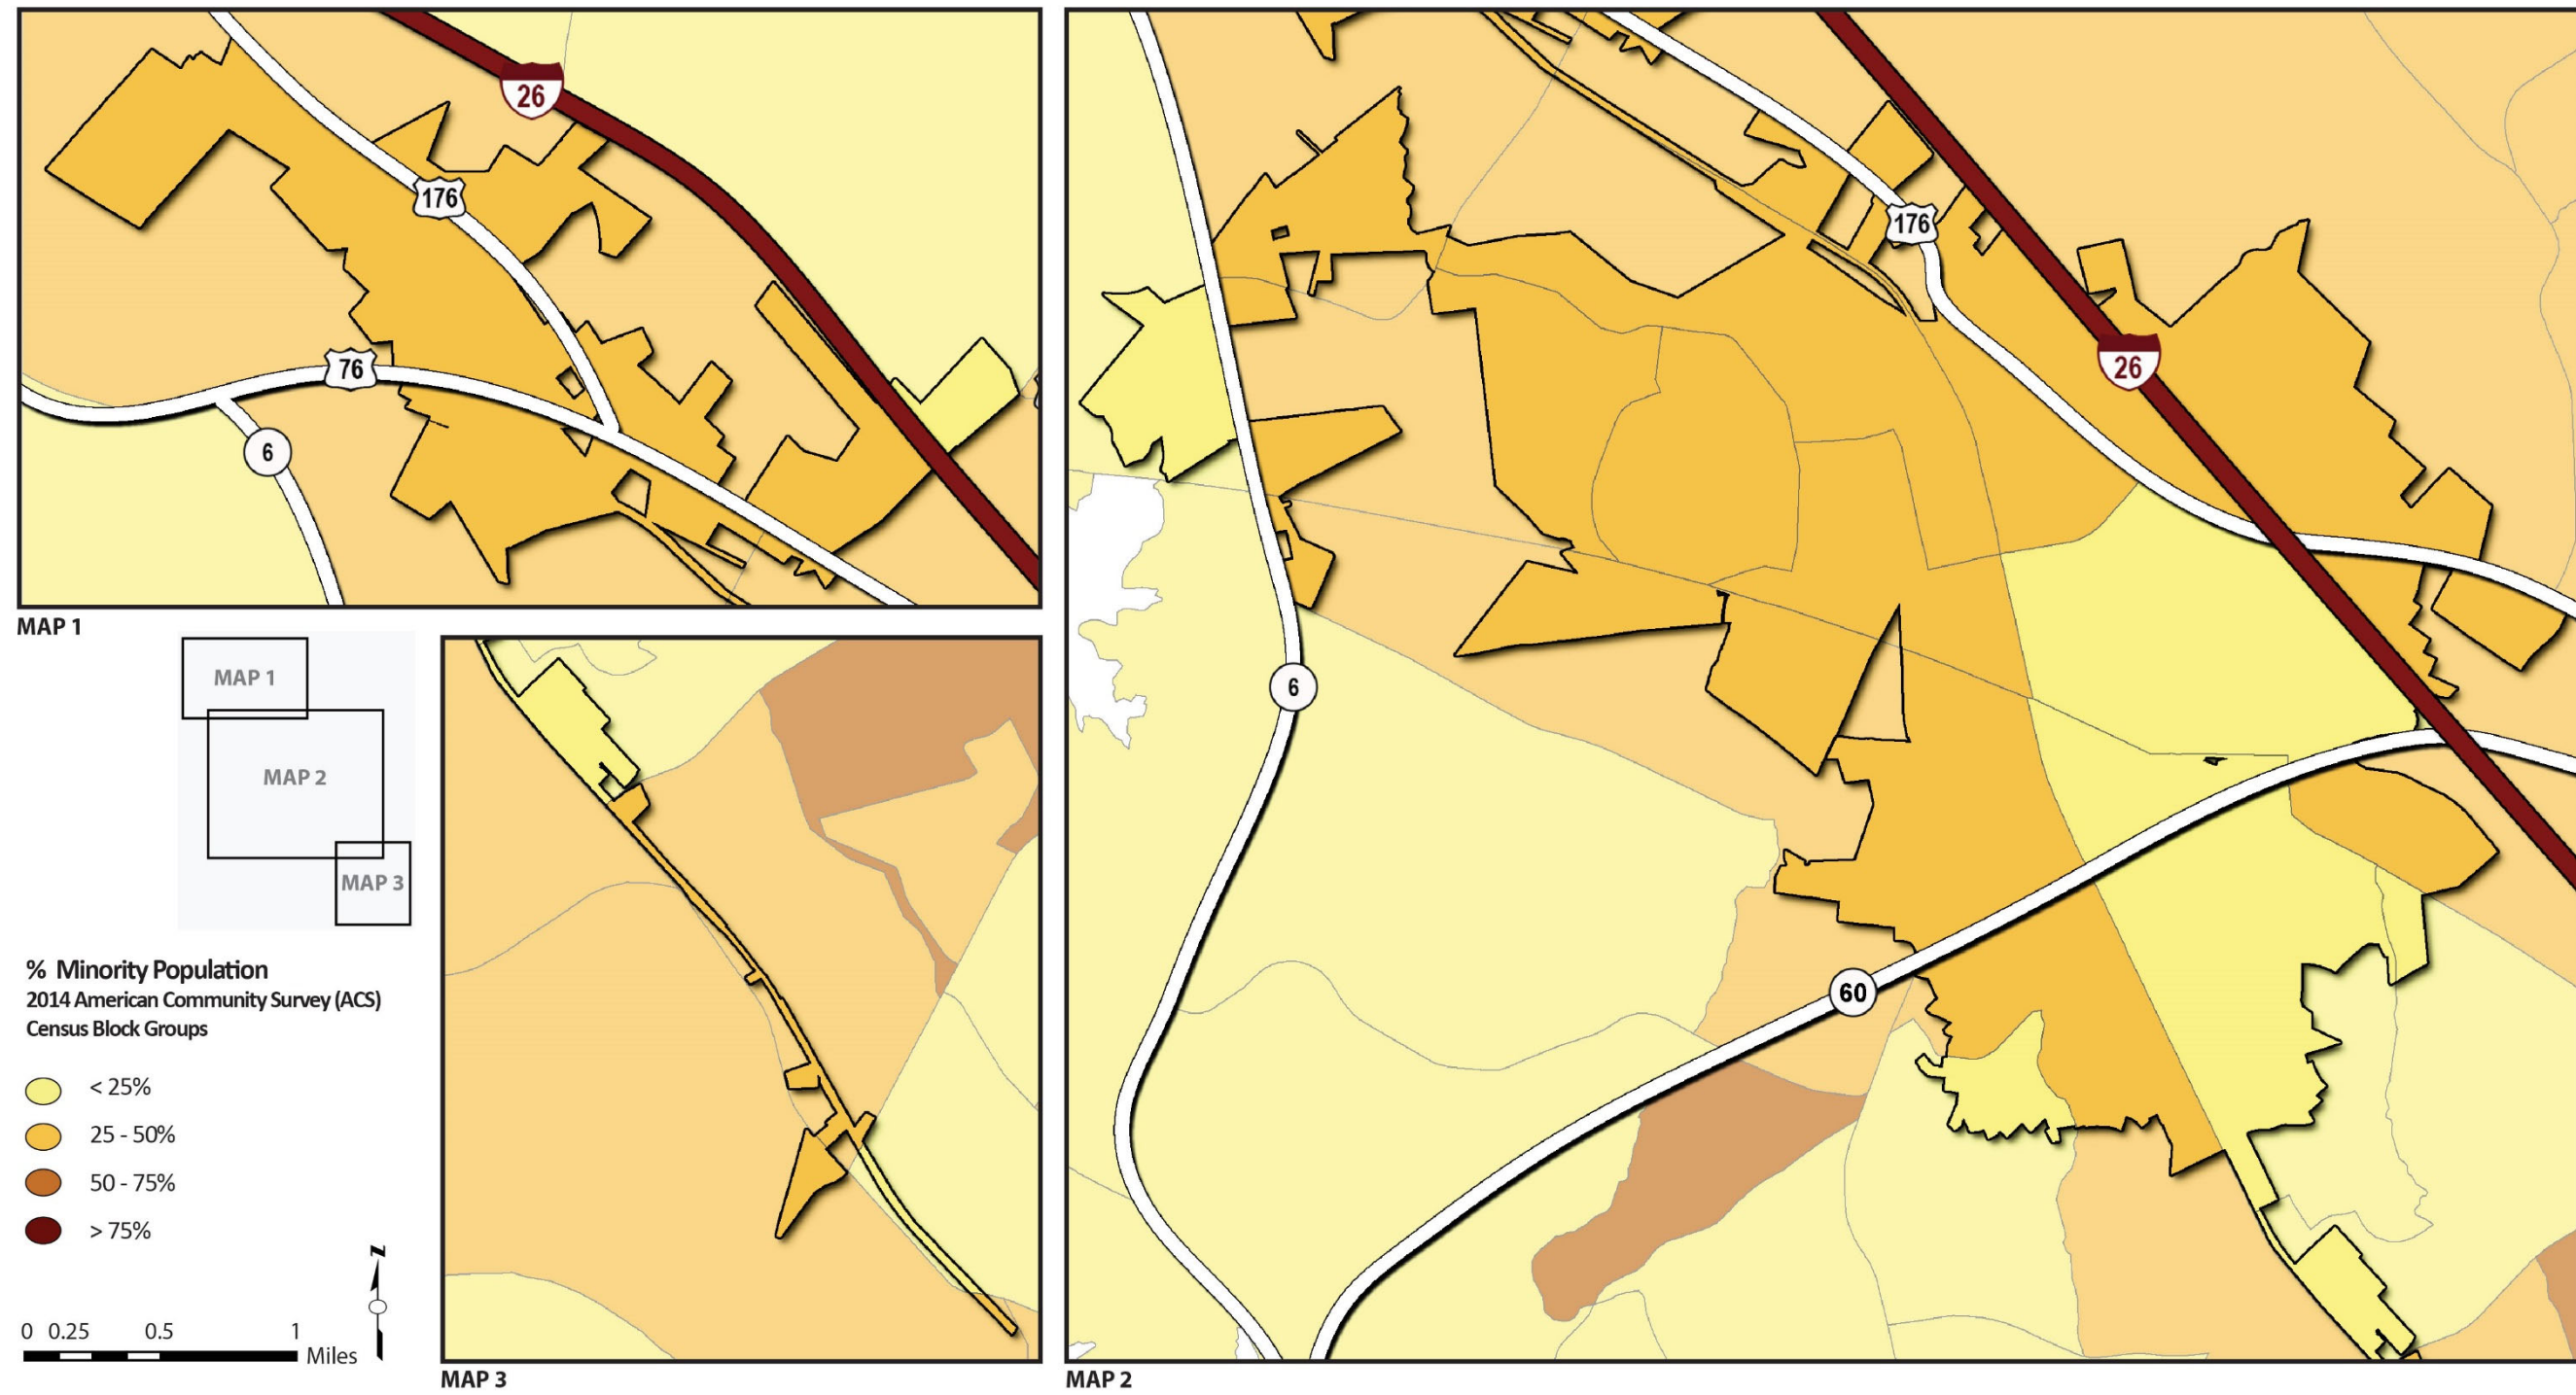 26
176
76
6
MAP 1
176
26
6
60
MAP 2
MAP 1
MAP 2
MAP 3
% Minority Population
2014 American Community Survey (ACS)
Census Block Groups
< 25%
25 - 50%
50 - 75%
> 75%
N
0 0.25 0.5 1
Miles
MAP 3